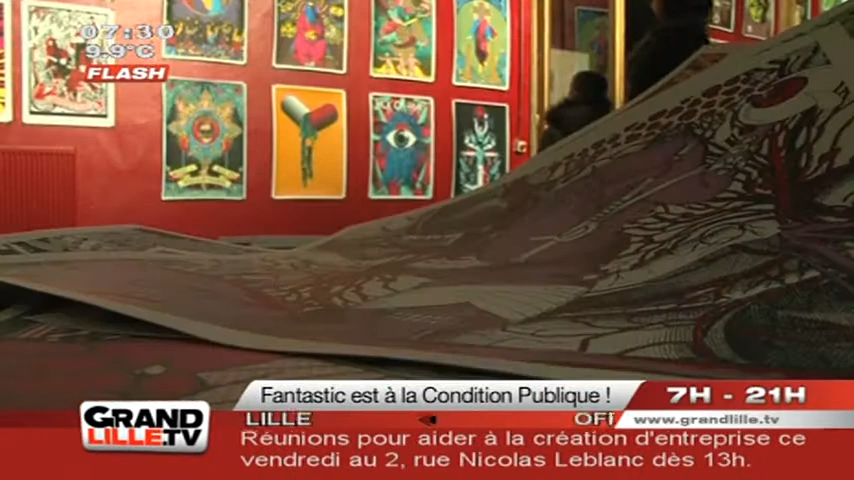 07:30
9.9°C
FLASH
Fantastic est à la Condition Publique !
7H - 21H
LILLE
OFF
www.grandlille.tv
GRAND
LILLE.TV
Réunions pour aider à la création d'entreprise ce
vendredi au 2, rue Nicolas Leblanc dès 13h.